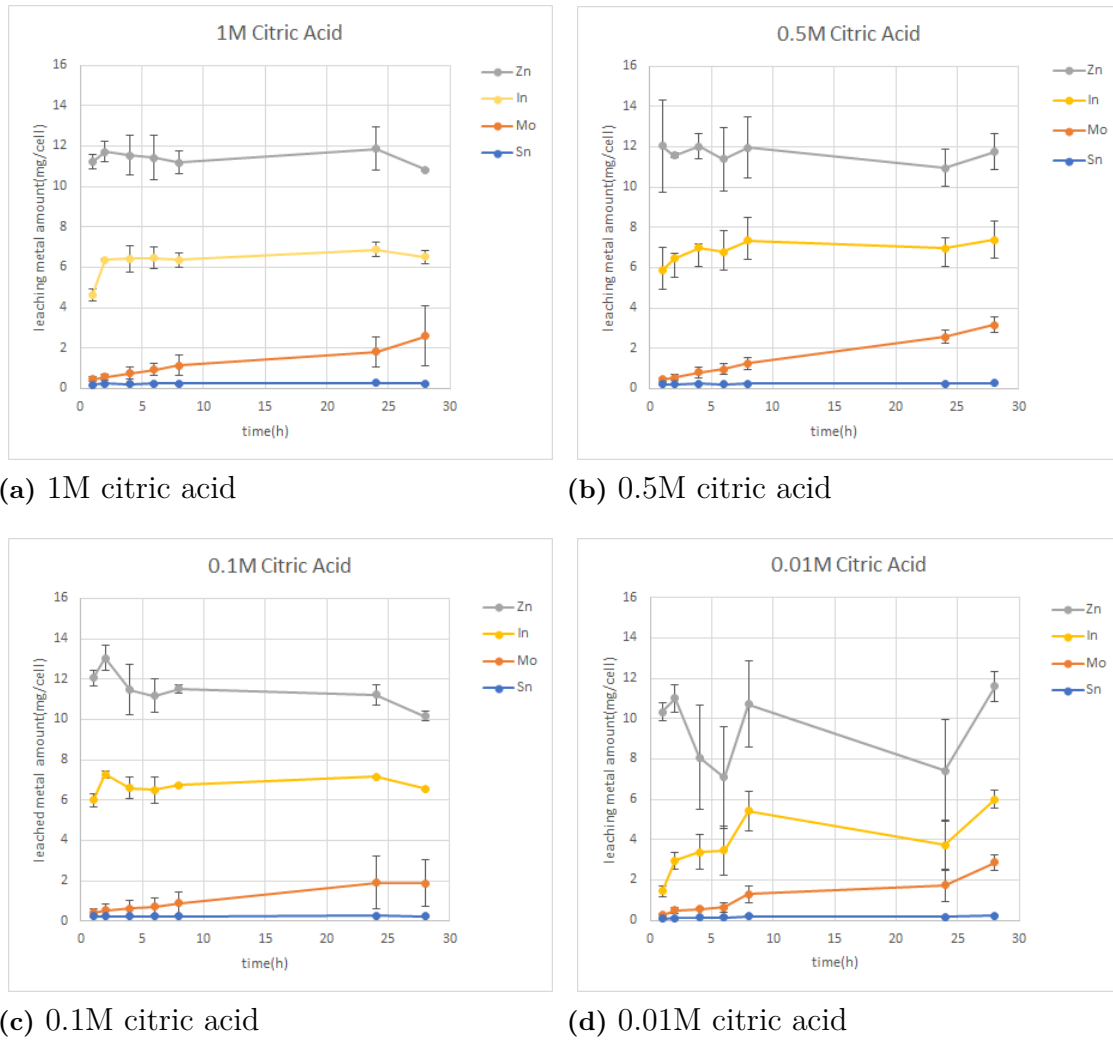 1M Citric Acid
leaching metal amount(mg/cell)
16
14
12
10
8
6
4
2
0
0 5 10 15 20 25 30
time(h)
Zn
In
Mo
Sn
(a) 1M citric acid
0.5M Citric Acid
leaching metal amount(mg/cell)
16
14
12
10
8
6
4
2
0
0 5 10 15 20 25 30
time(h)
Zn
In
Mo
Sn
(b) 0.5M citric acid
0.1M Citric Acid
leached metal amount(mg/cell)
16
14
12
10
8
6
4
2
0
0 5 10 15 20 25 30
time(h)
Zn
In
Mo
Sn
(c) 0.1M citric acid
0.01M Citric Acid
leaching metal amount(mg/cell)
16
14
12
10
8
6
4
2
0
0 5 10 15 20 25 30
time(h)
Zn
In
Mo
Sn
(d) 0.01M citric acid